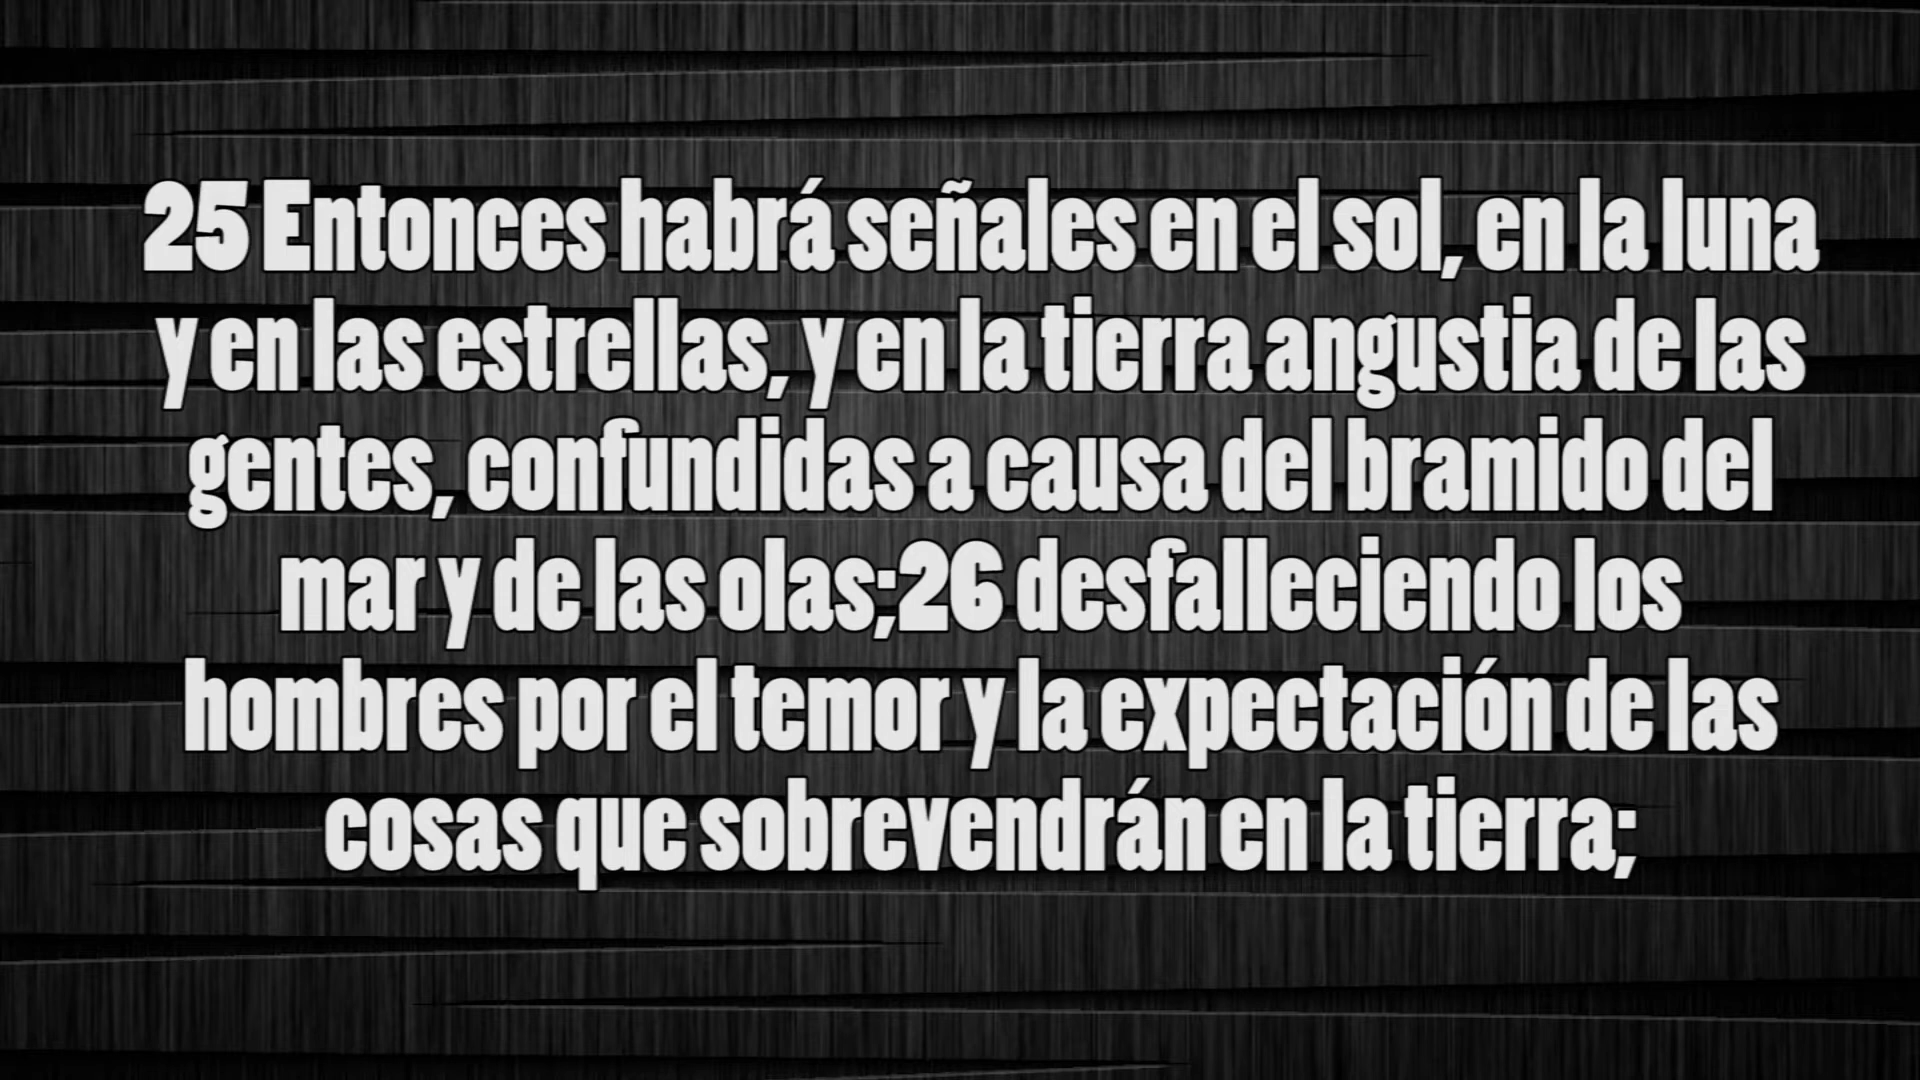 25 Entonces habrá señales en el sol, en la luna
y en las estrellas, y en la tierra angustia de las
gentes, confundidas a causa del bramido del
mar y de las olas;26 desfalleciendo los
hombres por el temor y la expectación de las
cosas que sobrevendrán en la tierra;